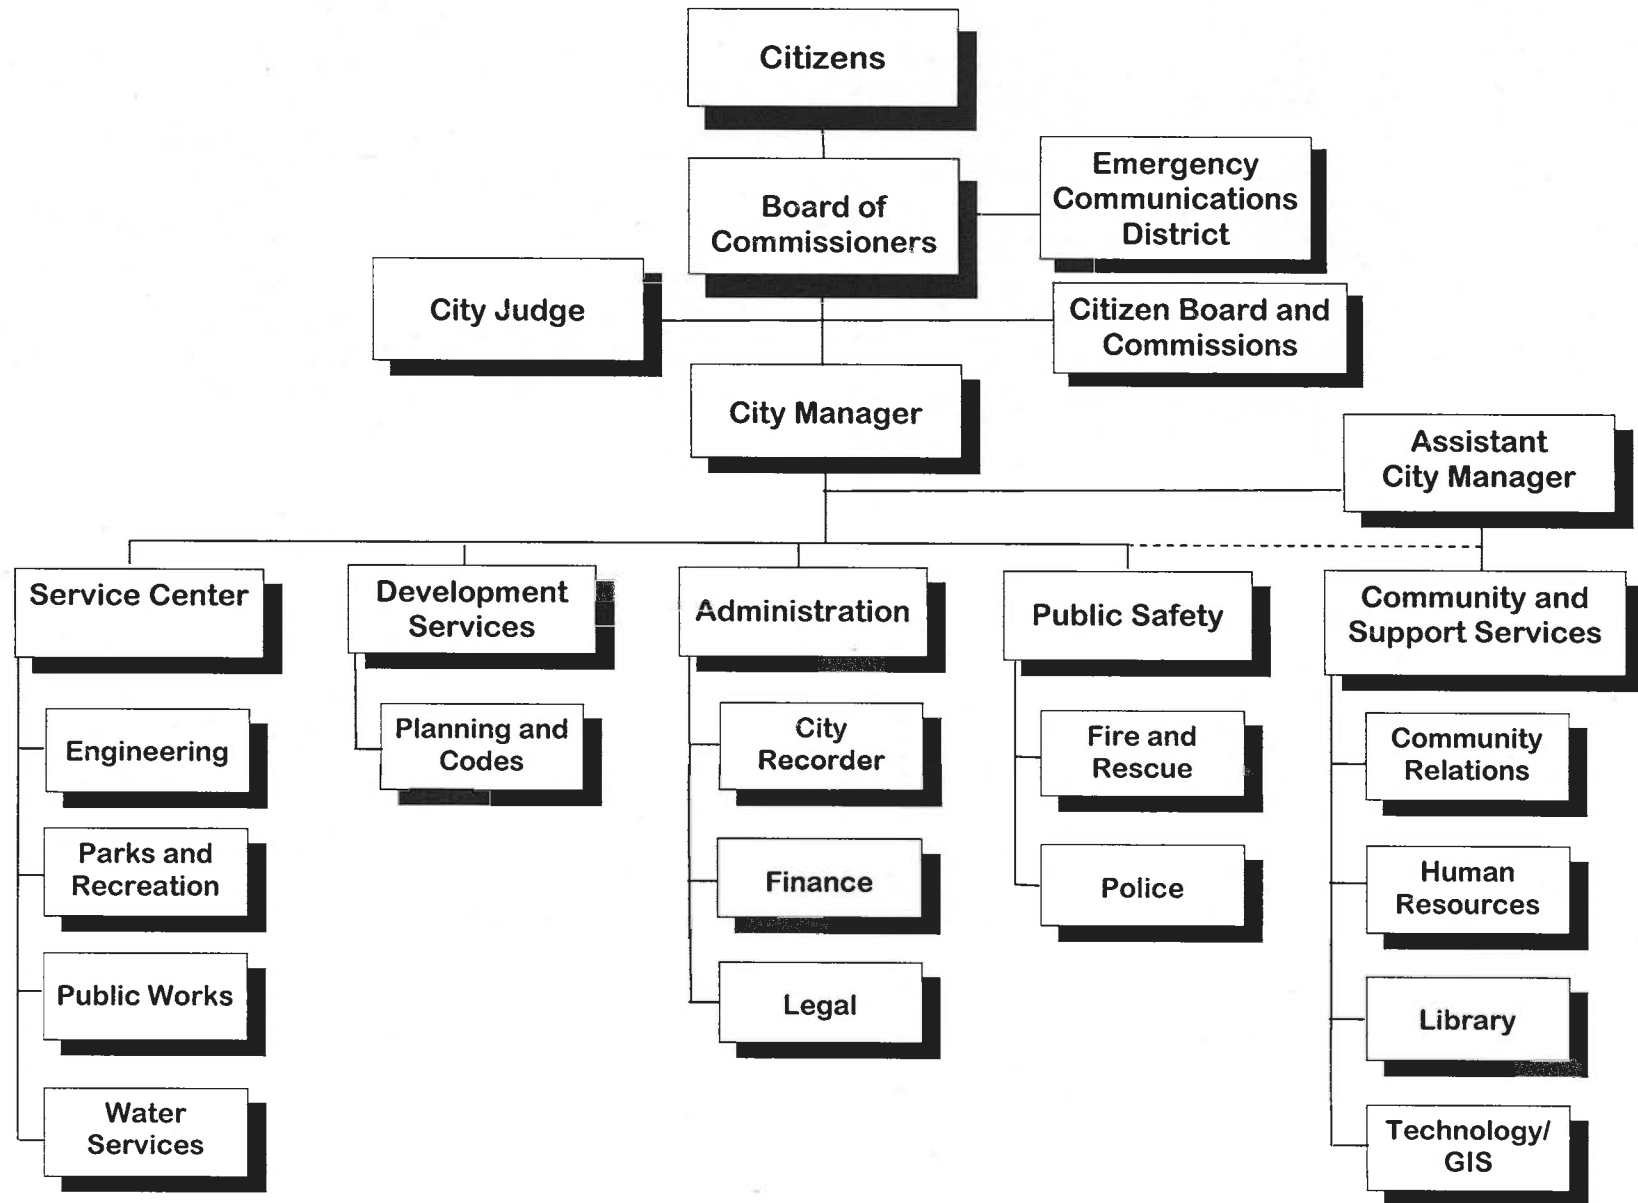 Citizens
Board of
Commissioners
Emergency
Communications
District
City Judge
Citizen Board and
Commissions
City Manager
Assistant
City Manager
Service Center
Development
Services
Administration
Public Safety
Community and
Support Services
Engineering
Parks and
Recreation
Public Works
Water
Services
Planning and
Codes
City
Recorder
Finance
Legal
Fire and
Rescue
Police
Community
Relations
Human
Resources
Library
Technology/
GIS